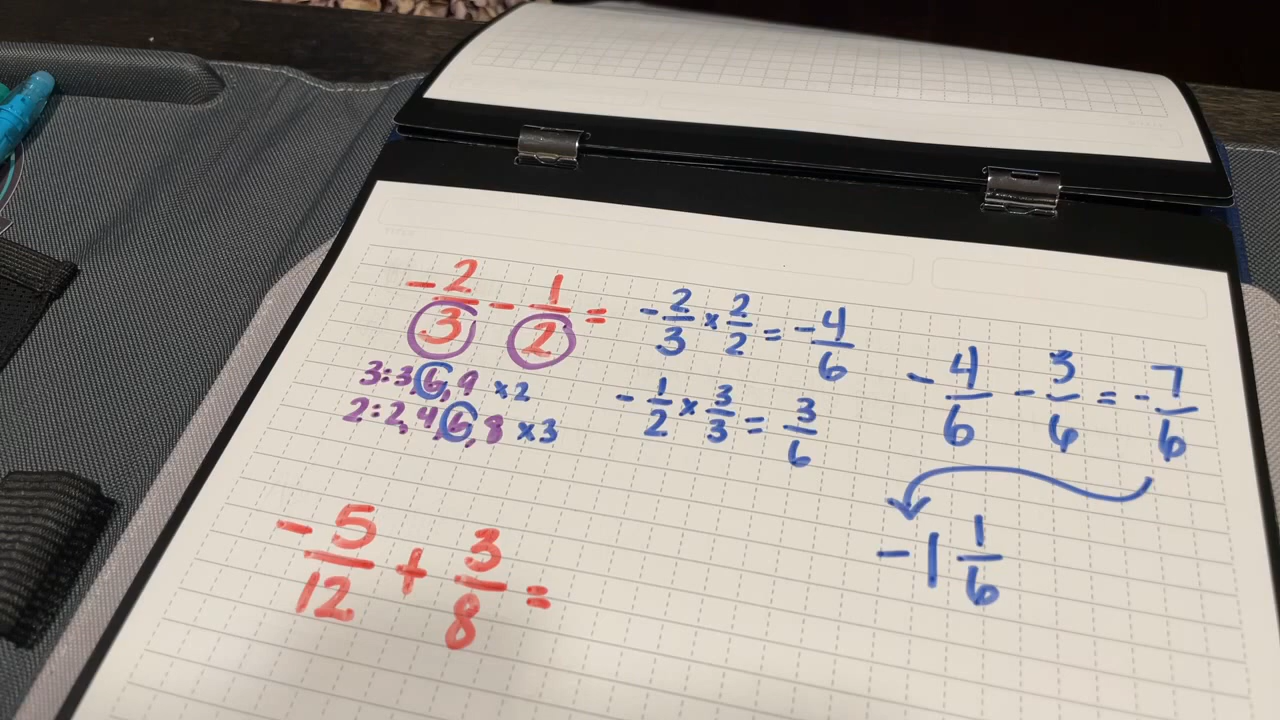 -2/3 - 1/2 =
3: 3, 6, 9 ×2
2: 2, 4, 6, 8 ×3
-2/3 × 2/2 = -4/6
-1/2 × 3/3 = 3/6
-4/6 - 3/6 = -7/6
-1 1/6
-5/12 + 3/8 =